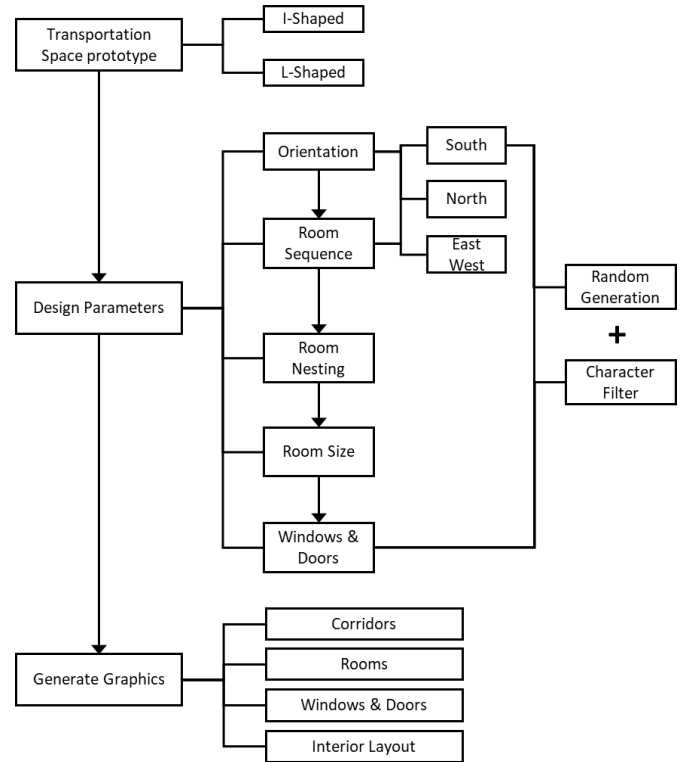 Transportation
Space prototype
I-Shaped
L-Shaped
Orientation
South
North
Room
Sequence
East
West
Random
Generation
Design Parameters
+
Room
Nesting
Character
Filter
Room Size
Windows &
Doors
Corridors
Rooms
Generate Graphics
Windows & Doors
Interior Layout